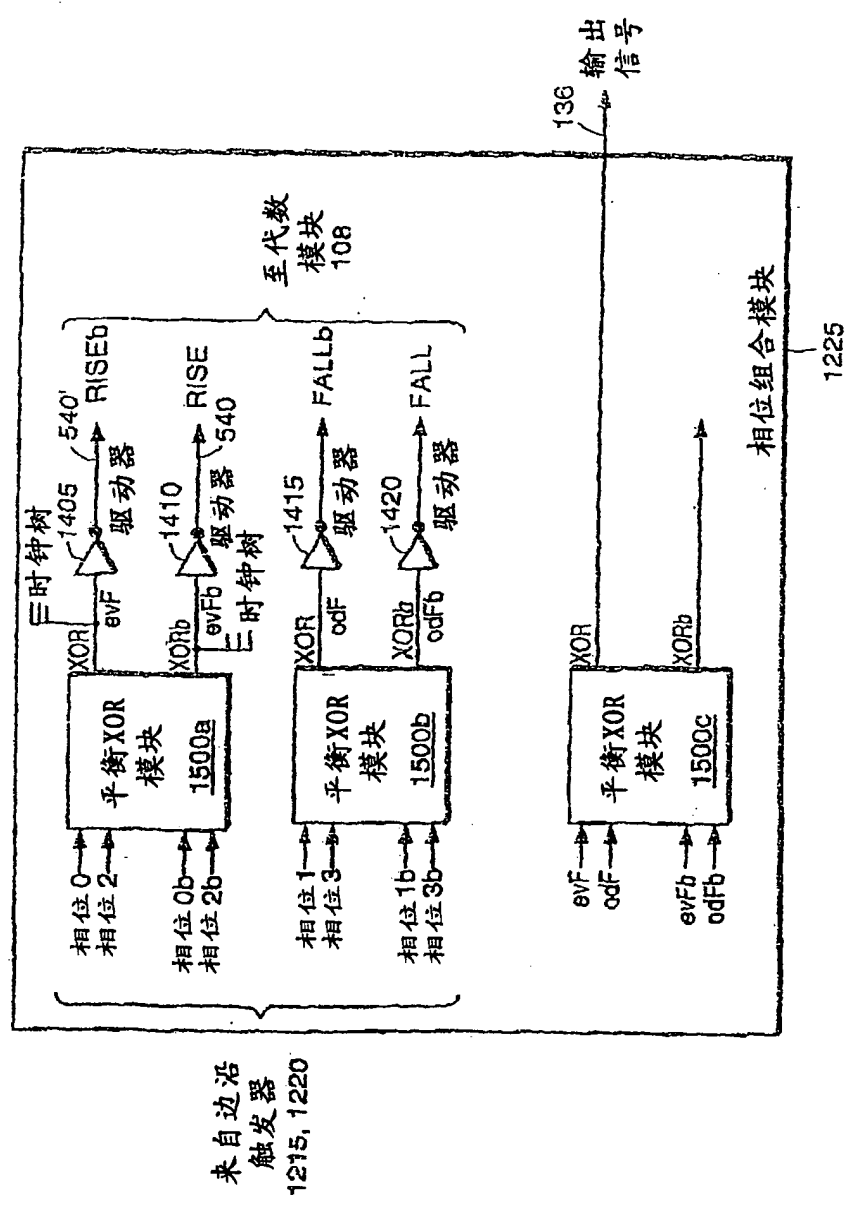 来自边沿
触发器
1215, 1220
相位0
相位2
相位0b
相位2b
相位1
相位3
相位1b
相位3b
平衡XOR
模块
1500a
平衡XOR
模块
1500b
平衡XOR
模块
1500c
evF
odF
evFb
odFb
XOR
evF
时钟树
XORb
evFb
时钟树
XOR
odF
XORb
odFb
XOR
XORb
1405
驱动器
1410
驱动器
1415
驱动器
1420
驱动器
540'
RISEb
RISE
540
FALLb
FALL
至代数
模块
108
相位组合模块
1225
136
输出
信号